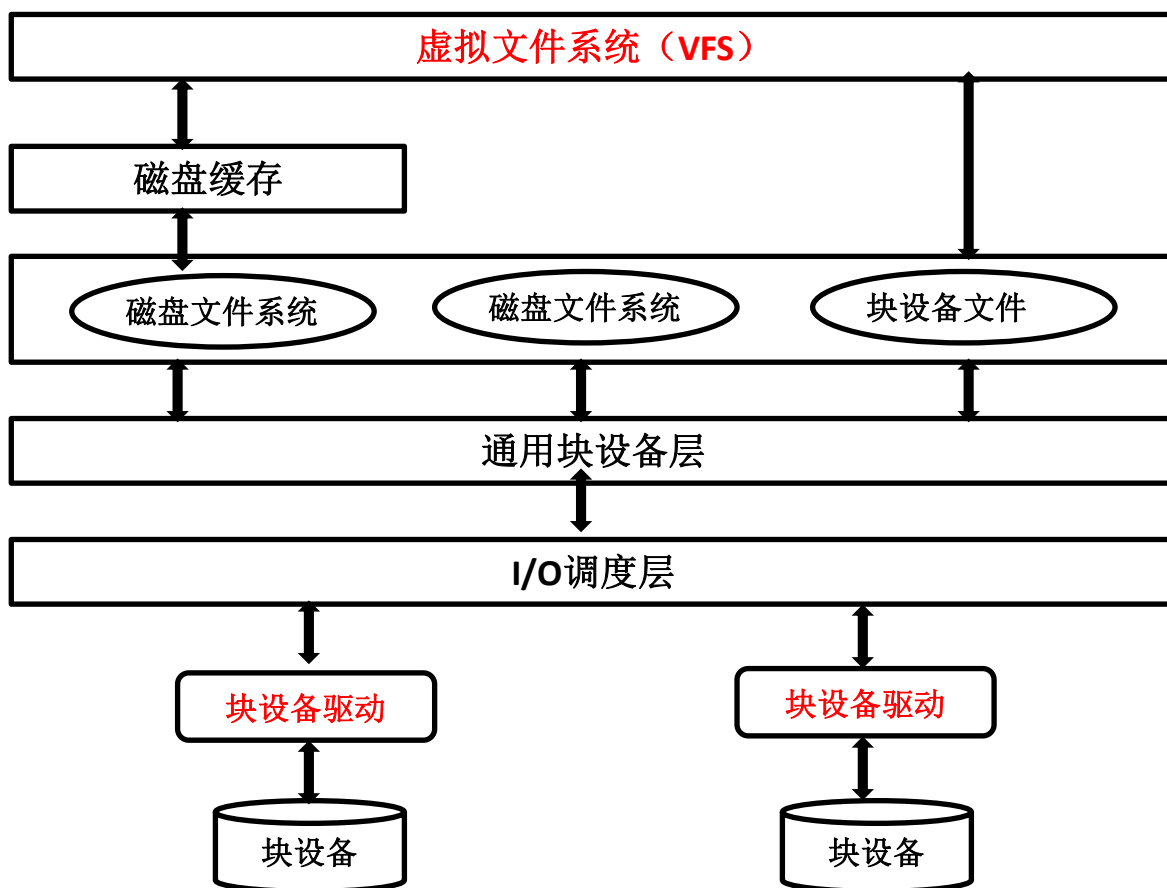 虚拟文件系统（VFS）
磁盘缓存
磁盘文件系统
磁盘文件系统
块设备文件
通用块设备层
I/O调度层
块设备驱动
块设备驱动
块设备
块设备